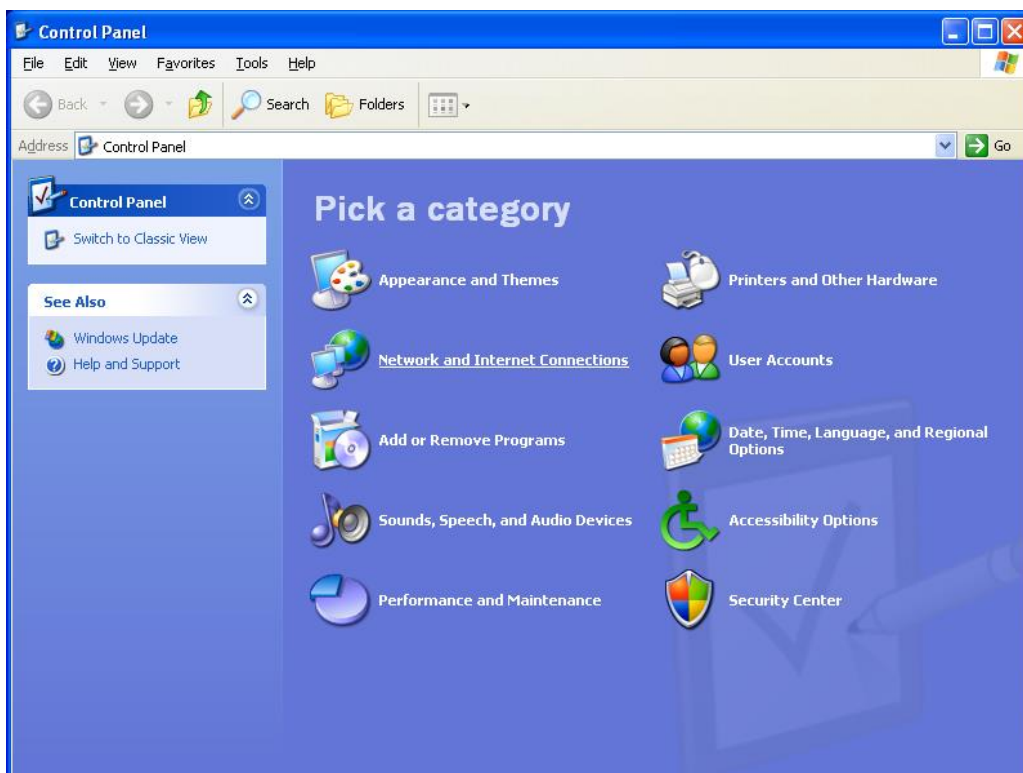 Control Panel
File Edit View Favorites Tools Help
Back Search Folders
Address Control Panel Go
Control Panel
Switch to Classic View
See Also
Windows Update
Help and Support
Pick a category
Appearance and Themes
Printers and Other Hardware
Network and Internet Connections
User Accounts
Add or Remove Programs
Date, Time, Language, and Regional
Options
Sounds, Speech, and Audio Devices
Accessibility Options
Performance and Maintenance
Security Center